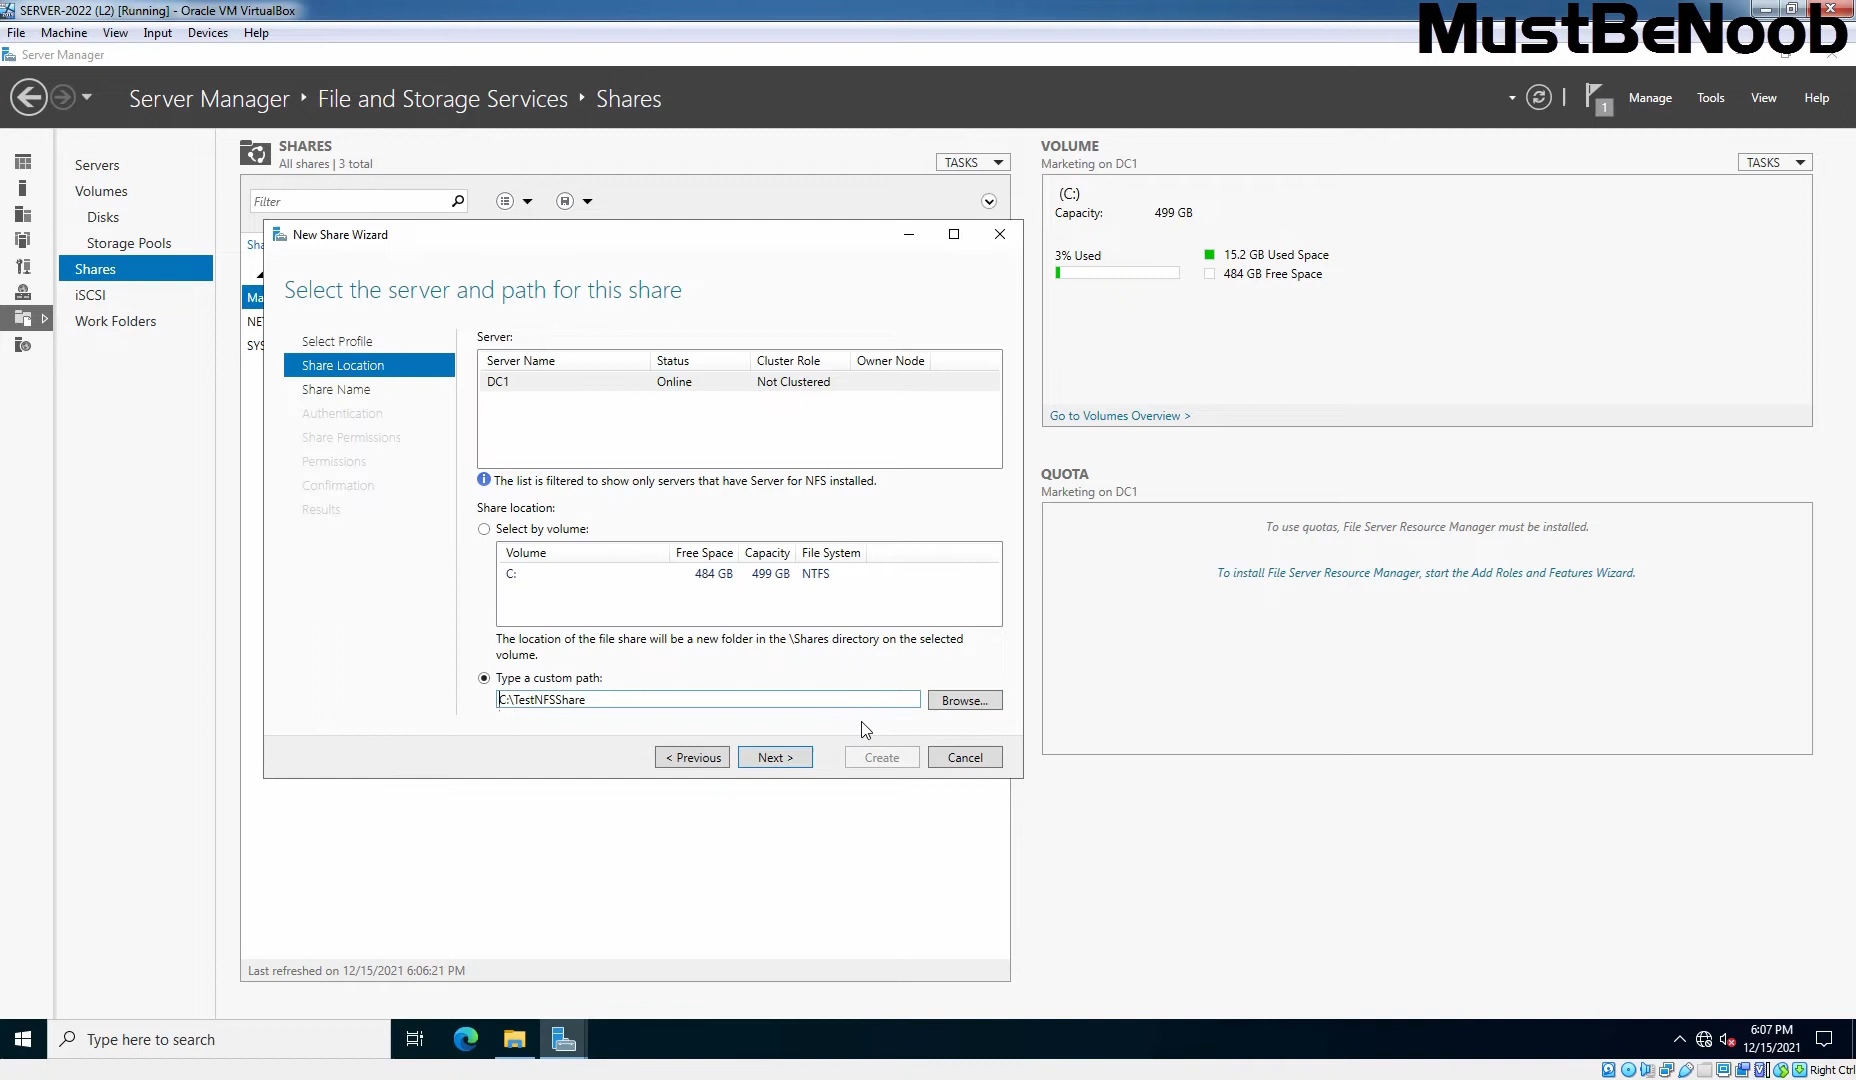 SERVER-2022 (L2) [Running] - Oracle VM VirtualBox
MustBeNoob
File Machine View Input Devices Help
Server Manager
Server Manager ‣ File and Storage Services ‣ Shares
1
Manage Tools View Help
Servers
Volumes
Disks
Storage Pools
Shares
iSCSI
Work Folders
SHARES
All shares | 3 total
TASKS
Filter
Sha
Ma
NE
SYS
New Share Wizard
Select the server and path for this share
Select Profile
Share Location
Share Name
Authentication
Share Permissions
Permissions
Confirmation
Results
Server:
Server Name Status Cluster Role Owner Node
DC1 Online Not Clustered
The list is filtered to show only servers that have Server for NFS installed.
Share location:
Select by volume:
Volume Free Space Capacity File System
C: 484 GB 499 GB NTFS
The location of the file share will be a new folder in the \Shares directory on the selected
volume.
Type a custom path:
C:\TestNFSShare
Browse...
< Previous Next > Create Cancel
Last refreshed on 12/15/2021 6:06:21 PM
VOLUME
Marketing on DC1
TASKS
(C:)
Capacity: 499 GB
3% Used
15.2 GB Used Space
484 GB Free Space
Go to Volumes Overview >
QUOTA
Marketing on DC1
To use quotas, File Server Resource Manager must be installed.
To install File Server Resource Manager, start the Add Roles and Features Wizard.
Type here to search
6:07 PM
12/15/2021
Right Ctrl